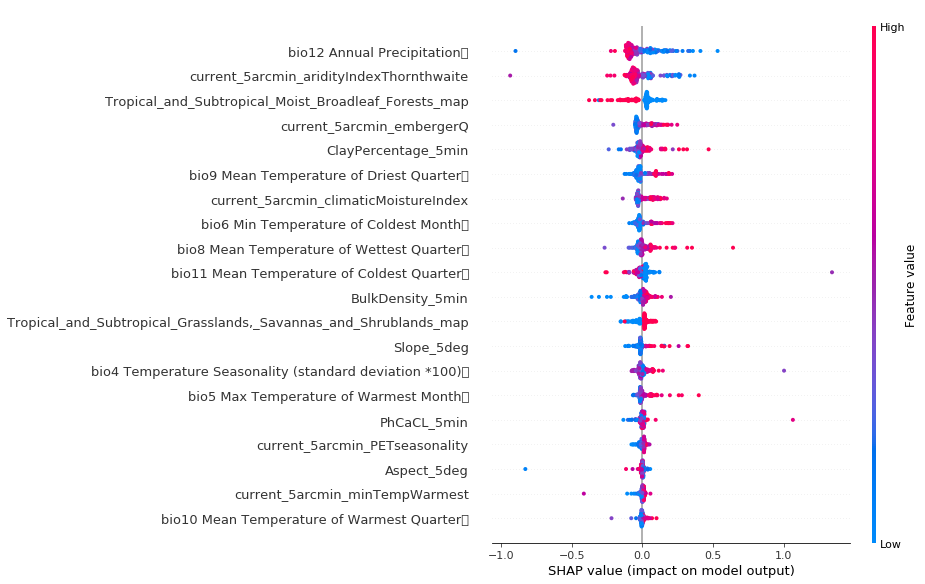 High
bio12 Annual Precipitation
current_5arcmin_aridityIndexThornthwaite
Tropical_and_Subtropical_Moist_Broadleaf_Forests_map
current_5arcmin_embergerQ
ClayPercentage_5min
bio9 Mean Temperature of Driest Quarter
current_5arcmin_climaticMoistureIndex
bio6 Min Temperature of Coldest Month
bio8 Mean Temperature of Wettest Quarter
bio11 Mean Temperature of Coldest Quarter
BulkDensity_5min
Tropical_and_Subtropical_Grasslands,_Savannas_and_Shrublands_map
Slope_5deg
bio4 Temperature Seasonality (standard deviation *100)
bio5 Max Temperature of Warmest Month
PhCaCL_5min
current_5arcmin_PETseasonality
Aspect_5deg
current_5arcmin_minTempWarmest
bio10 Mean Temperature of Warmest Quarter
Feature value
Low
−1.0 −0.5 0.0 0.5 1.0
SHAP value (impact on model output)